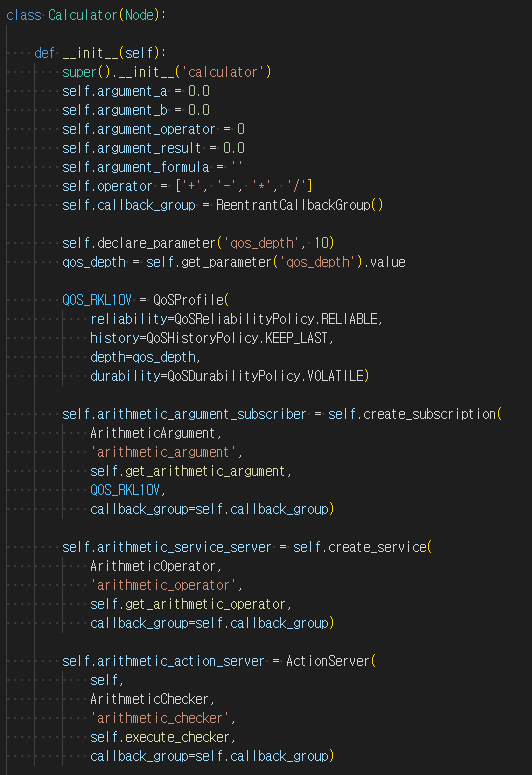 class Calculator(Node):
    def __init__(self):
        super().__init__('calculator')
        self.argument_a = 0.0
        self.argument_b = 0.0
        self.argument_operator = 0
        self.argument_result = 0.0
        self.argument_formula = ''
        self.operator = ['+', '-', '*', '/']
        self.callback_group = ReentrantCallbackGroup()
        self.declare_parameter('qos_depth', 10)
        qos_depth = self.get_parameter('qos_depth').value
        QOS_RKL10V = QoSProfile(
            reliability=QoSReliabilityPolicy.RELIABLE,
            history=QoSHistoryPolicy.KEEP_LAST,
            depth=qos_depth,
            durability=QoSDurabilityPolicy.VOLATILE)
        self.arithmetic_argument_subscriber = self.create_subscription(
            ArithmeticArgument,
            'arithmetic_argument',
            self.get_arithmetic_argument,
            QOS_RKL10V,
            callback_group=self.callback_group)
        self.arithmetic_service_server = self.create_service(
            ArithmeticOperator,
            'arithmetic_operator',
            self.get_arithmetic_operator,
            callback_group=self.callback_group)
        self.arithmetic_action_server = ActionServer(
            self,
            ArithmeticChecker,
            'arithmetic_checker',
            self.execute_checker,
            callback_group=self.callback_group)